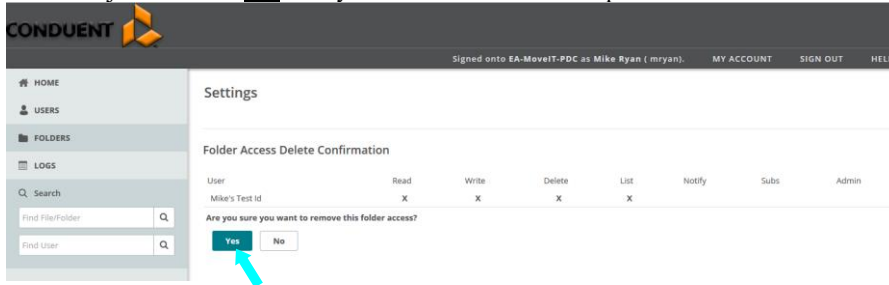 CONDUENT
Signed onto EA-MoveIT-PDC as Mike Ryan ( mryan). MY ACCOUNT SIGN OUT HEL
HOME
USERS
FOLDERS
LOGS
Search
Find File/Folder
Find User
Settings
Folder Access Delete Confirmation
User Read Write Delete List Notify Subs Admin
Mike's Test Id X X X X
Are you sure you want to remove this folder access?
Yes No